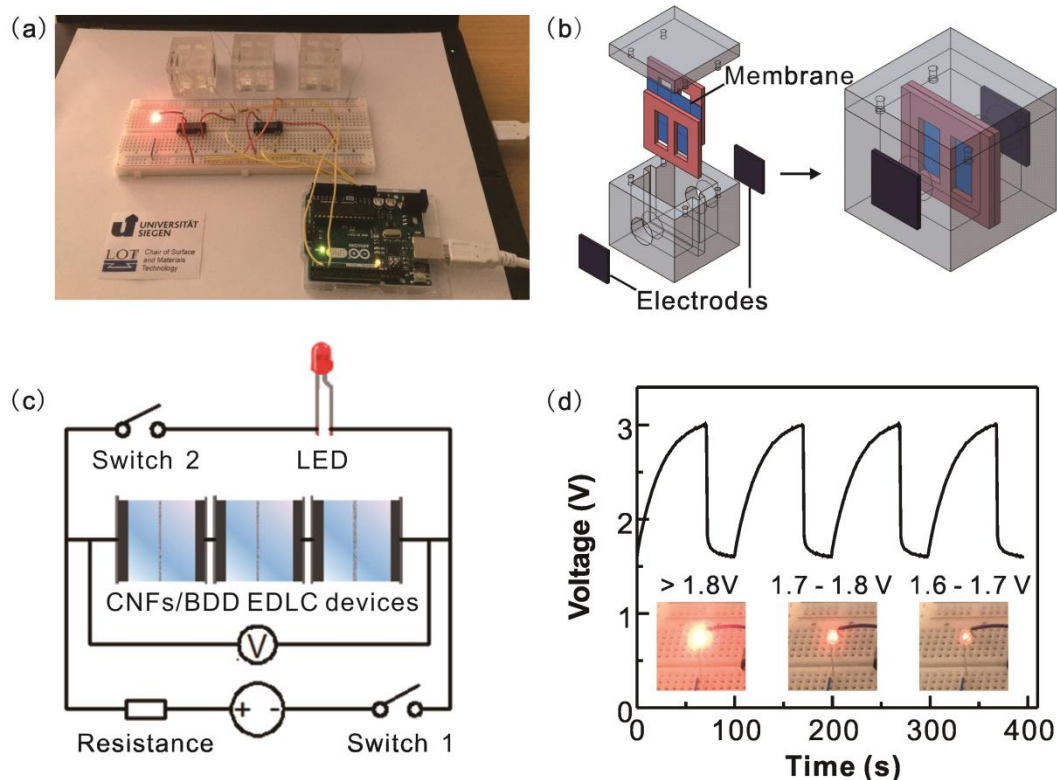 (a)
UNIVERSITÄT
SIEGEN
LOT
Chair of Surface
and Materials
Technology
(b)
Membrane
Electrodes
(c)
Switch 2
LED
CNFs/BDD EDLC devices
V
+ -
Resistance
Switch 1
(d)
Voltage (V)
3
2
1
0
> 1.8V
1.7 - 1.8 V
1.6 - 1.7 V
0
100
200
300
400
Time (s)